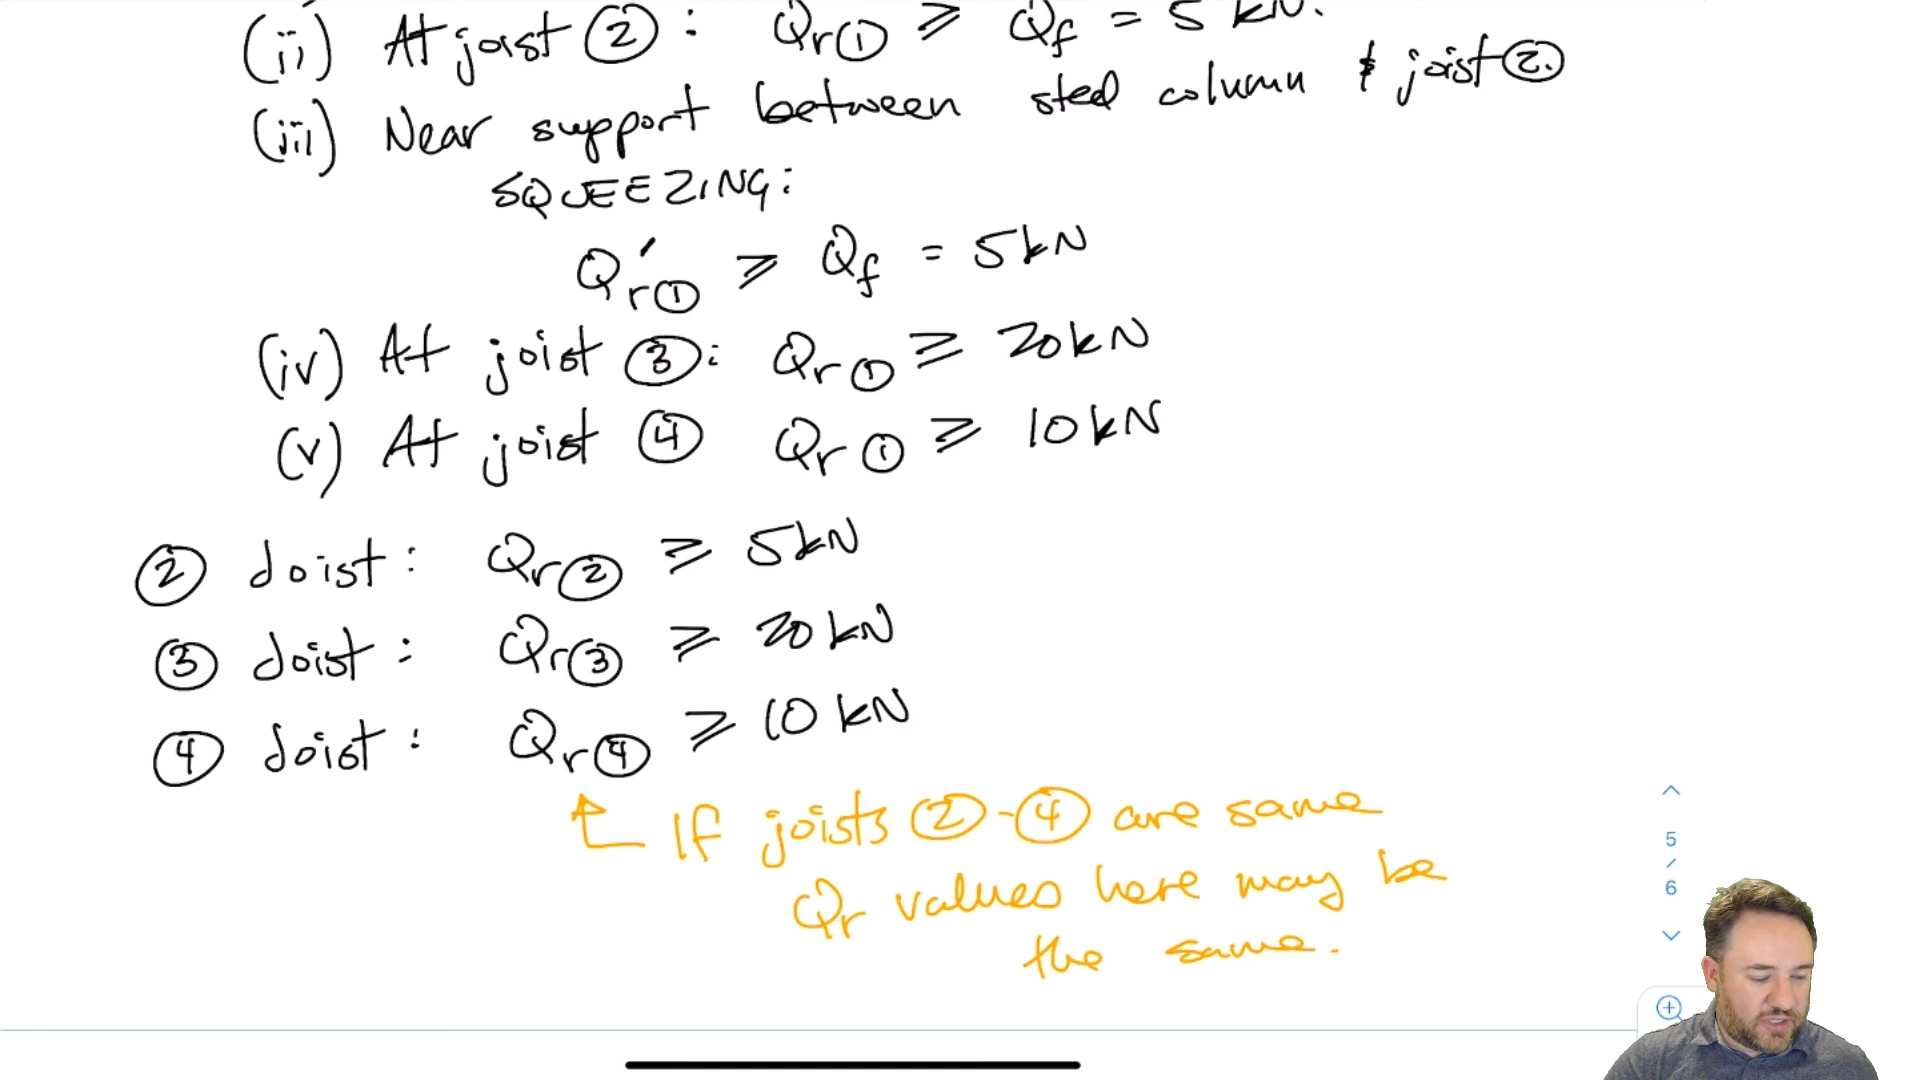 (ii) At joist ② : Qr① ⩾ Qf = 5 kN.
(iii) Near support between steel column & joist ②.
SQUEEZING:
Q'r① ⩾ Qf = 5kN
(iv) At joist ③: Qr① ⩾ 20kN
(v) At joist ④ Qr① ⩾ 10kN
② Joist: Qr② ⩾ 5kN
③ Joist: Qr③ ⩾ 20kN
④ Joist: Qr④ ⩾ 10kN
If joists ②-④ are same
Qr values here may be
the same.
5
/
6